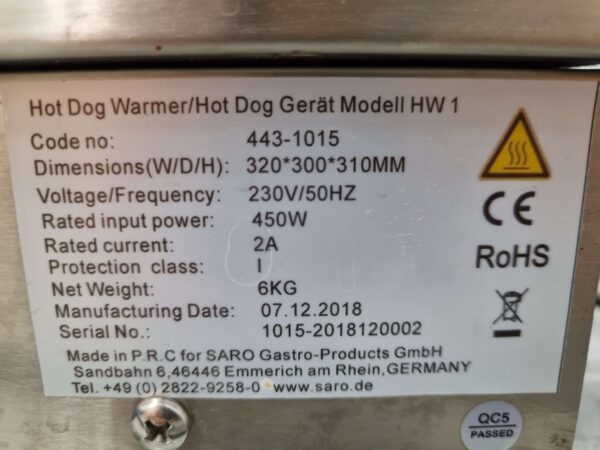 Hot Dog Warmer/Hot Dog Gerät Modell HW 1
Code no: 443-1015
Dimensions(W/D/H): 320*300*310MM
Voltage/Frequency: 230V/50HZ
Rated input power: 450W
Rated current: 2A
Protection class: I
Net Weight: 6KG
Manufacturing Date: 07.12.2018
Serial No.: 1015-2018120002
Made in P.R.C for SARO Gastro-Products GmbH
Sandbahn 6,46446 Emmerich am Rhein,GERMANY
Tel. +49 (0) 2822-9258-0 www.saro.de
CE
RoHS
QC5
PASSED